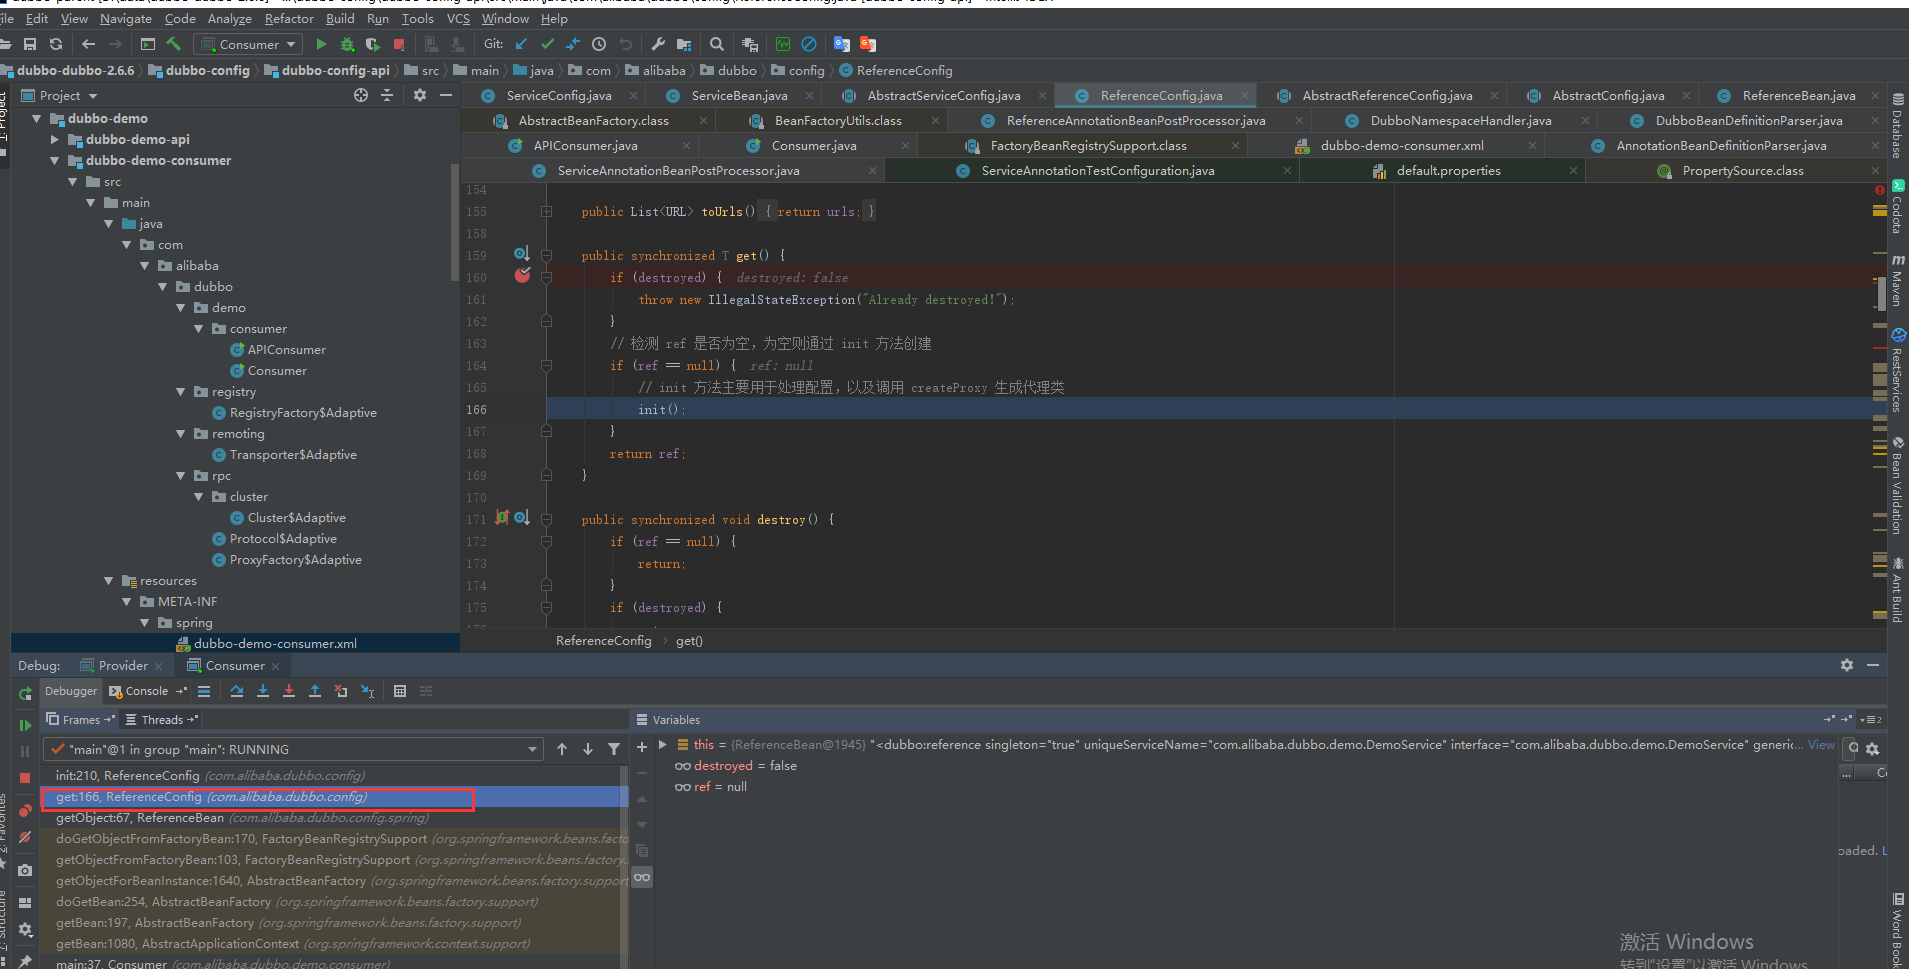 File Edit View Navigate Code Analyze Refactor Build Run Tools VCS Window Help
Consumer Git:
dubbo-dubbo-2.6.6 dubbo-config dubbo-config-api src main java com alibaba dubbo config ReferenceConfig
Project
ServiceConfig.java ServiceBean.java AbstractServiceConfig.java ReferenceConfig.java AbstractReferenceConfig.java AbstractConfig.java ReferenceBean.java
AbstractBeanFactory.class BeanFactoryUtils.class ReferenceAnnotationBeanPostProcessor.java DubboNamespaceHandler.java DubboBeanDefinitionParser.java
APIConsumer.java Consumer.java FactoryBeanRegistrySupport.class dubbo-demo-consumer.xml AnnotationBeanDefinitionParser.java
ServiceAnnotationBeanPostProcessor.java ServiceAnnotationTestConfiguration.java default.properties PropertySource.class
1: Project
dubbo-demo
dubbo-demo-api
dubbo-demo-consumer
src
main
java
com
alibaba
dubbo
demo
consumer
APIConsumer
Consumer
registry
RegistryFactory$Adaptive
remoting
Transporter$Adaptive
rpc
cluster
Cluster$Adaptive
Protocol$Adaptive
ProxyFactory$Adaptive
resources
META-INF
spring
dubbo-demo-consumer.xml
154
155 public List<URL> toUrls() { return urls; }
158
159 public synchronized T get() {
160 if (destroyed) { destroyed: false
161 throw new IllegalStateException("Already destroyed!");
162 }
163 // 检测 ref 是否为空，为空则通过 init 方法创建
164 if (ref == null) { ref: null
165 // init 方法主要用于处理配置，以及调用 createProxy 生成代理类
166 init();
167 }
168 return ref;
169 }
170
171 public synchronized void destroy() {
172 if (ref == null) {
173 return;
174 }
175 if (destroyed) {
ReferenceConfig get()
Database
Codota
Maven
RestServices
Bean Validation
Ant Build
Word Book
Debug: Provider Consumer
Debugger Console
Frames Threads
Variables
"main"@1 in group "main": RUNNING
init:210, ReferenceConfig (com.alibaba.dubbo.config)
get:166, ReferenceConfig (com.alibaba.dubbo.config)
getObject:67, ReferenceBean (com.alibaba.dubbo.config.spring)
doGetObjectFromFactoryBean:170, FactoryBeanRegistrySupport (org.springframework.beans.facto
getObjectFromFactoryBean:103, FactoryBeanRegistrySupport (org.springframework.beans.factory.
getObjectForBeanInstance:1640, AbstractBeanFactory (org.springframework.beans.factory.support
doGetBean:254, AbstractBeanFactory (org.springframework.beans.factory.support)
getBean:197, AbstractBeanFactory (org.springframework.beans.factory.support)
getBean:1080, AbstractApplicationContext (org.springframework.context.support)
main:37, Consumer (com.alibaba.dubbo.demo.consumer)
this = {ReferenceBean@1945} "<dubbo:reference singleton="true" uniqueServiceName="com.alibaba.dubbo.demo.DemoService" interface="com.alibaba.dubbo.demo.DemoService" generic... View
destroyed = false
ref = null
oaded. L
2: Favorites
激活 Windows
转到"设置"以激活 Windows